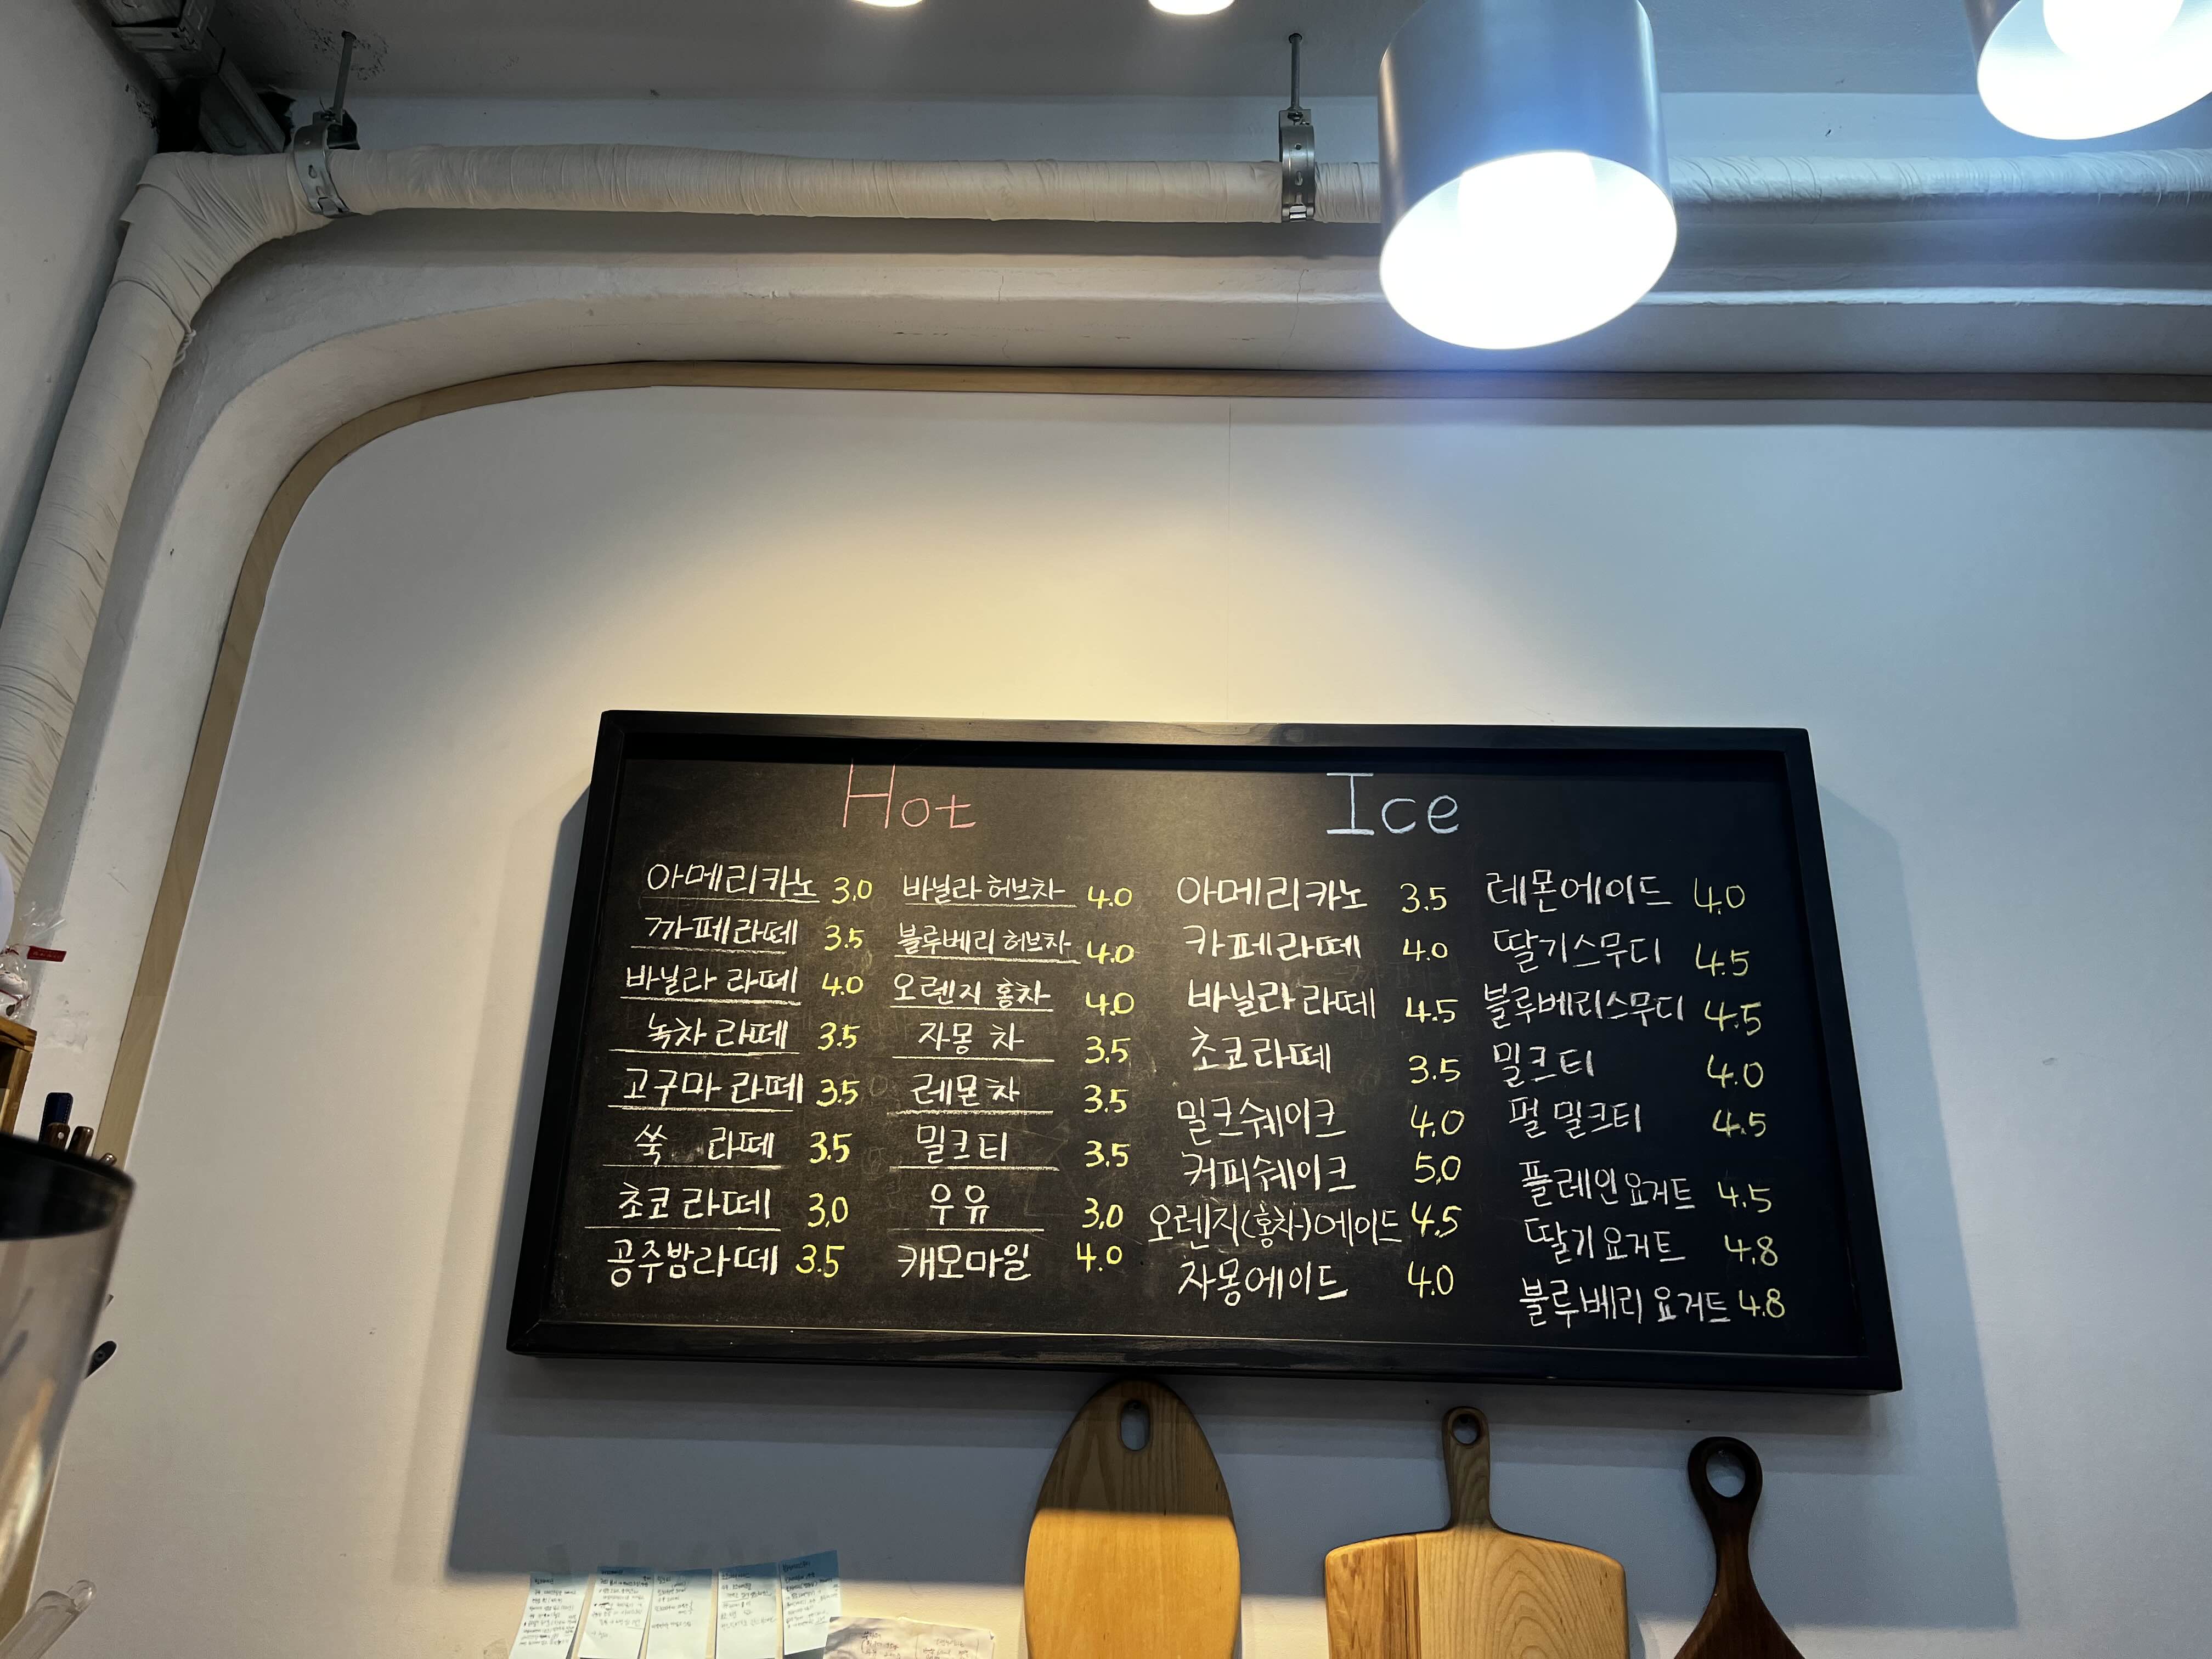 Hot
아메리카노 3.0
까페라떼 3.5
바닐라 라떼 4.0
녹차 라떼 3.5
고구마 라떼 3.5
쑥 라떼 3.5
초코 라떼 3.0
공주밤라떼 3.5
바닐라 허브차 4.0
블루베리 허브차 4.0
오렌지 홍차 4.0
자몽 차 3.5
레몬차 3.5
밀크티 3.5
우유 3.0
캐모마일 4.0
Ice
아메리카노 3.5
카페라떼 4.0
바닐라라떼 4.5
초코라떼 3.5
밀크쉐이크 4.0
커피쉐이크 5.0
오렌지(홍차)에이드 4.5
자몽에이드 4.0
레몬에이드 4.0
딸기스무디 4.5
블루베리스무디 4.5
밀크티 4.0
펄 밀크티 4.5
플레인요거트 4.5
딸기요거트 4.8
블루베리요거트 4.8